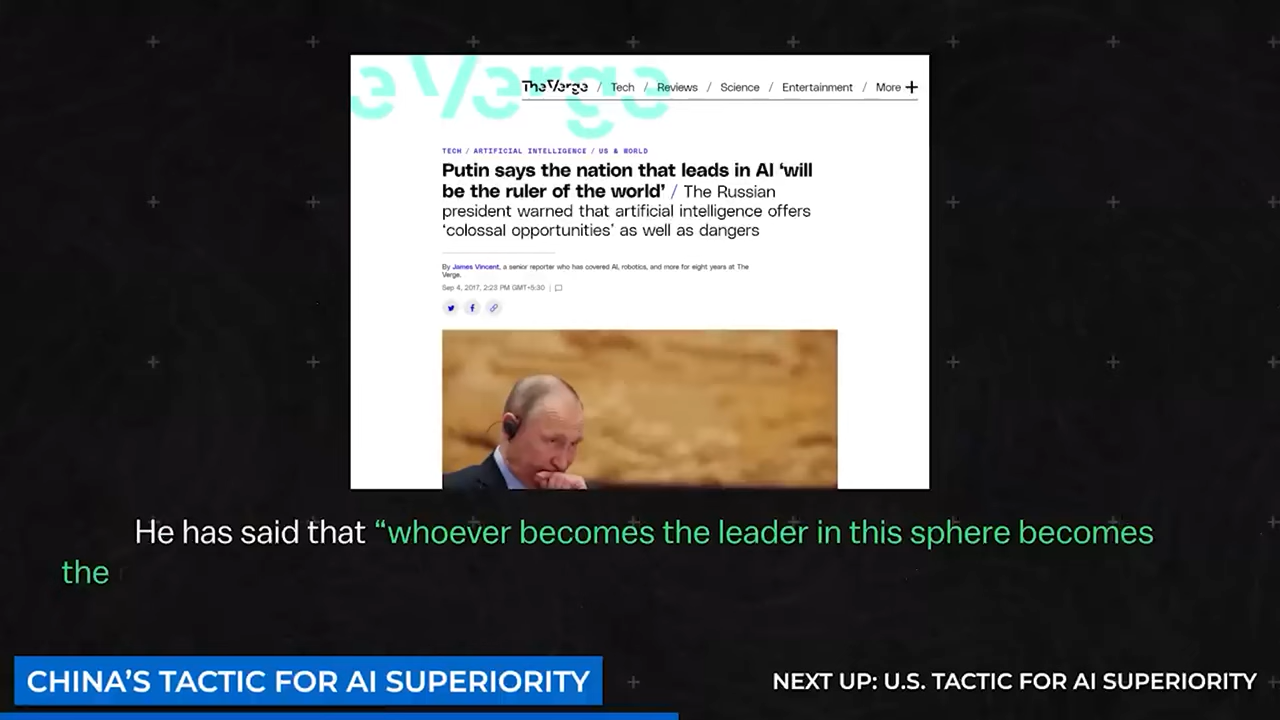 The Verge / Tech / Reviews / Science / Entertainment / More +
TECH / ARTIFICIAL INTELLIGENCE / US & WORLD
Putin says the nation that leads in AI ‘will
be the ruler of the world’ / The Russian
president warned that artificial intelligence offers
‘colossal opportunities’ as well as dangers
By James Vincent, a senior reporter who has covered AI, robotics, and more for eight years at The
Verge.
Sep 4, 2017, 2:23 PM GMT+5:30 |
He has said that “whoever becomes the leader in this sphere becomes
the
CHINA’S TACTIC FOR AI SUPERIORITY
NEXT UP: U.S. TACTIC FOR AI SUPERIORITY